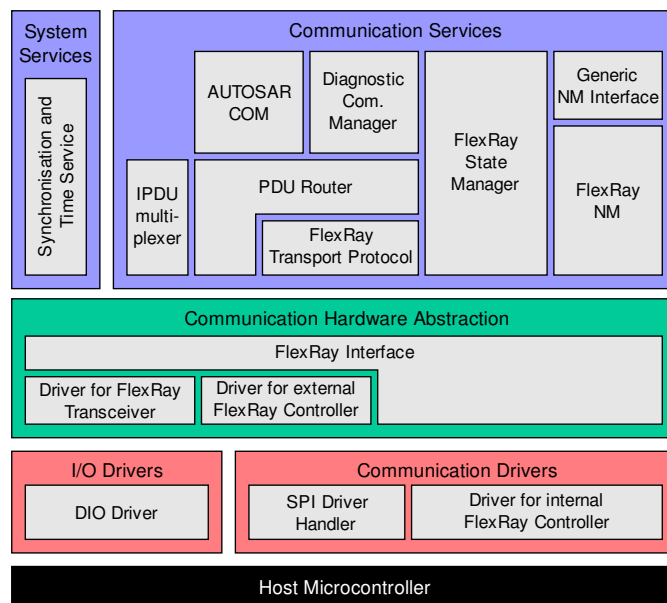 System
Services
Synchronisation and
Time Service
Communication Services
AUTOSAR
COM
Diagnostic
Com.
Manager
FlexRay
State
Manager
Generic
NM Interface
IPDU
multi-
plexer
PDU Router
FlexRay
Transport Protocol
FlexRay
NM
Communication Hardware Abstraction
FlexRay Interface
Driver for FlexRay
Transceiver
Driver for external
FlexRay Controller
I/O Drivers
DIO Driver
Communication Drivers
SPI Driver
Handler
Driver for internal
FlexRay Controller
Host Microcontroller